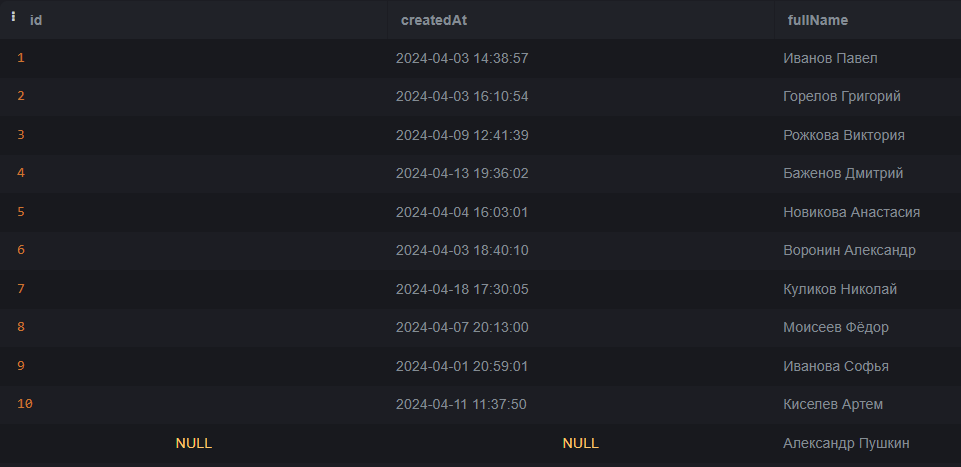 id createdAt fullName
1 2024-04-03 14:38:57 Иванов Павел
2 2024-04-03 16:10:54 Горелов Григорий
3 2024-04-09 12:41:39 Рожкова Виктория
4 2024-04-13 19:36:02 Баженов Дмитрий
5 2024-04-04 16:03:01 Новикова Анастасия
6 2024-04-03 18:40:10 Воронин Александр
7 2024-04-18 17:30:05 Куликов Николай
8 2024-04-07 20:13:00 Моисеев Фёдор
9 2024-04-01 20:59:01 Иванова Софья
10 2024-04-11 11:37:50 Киселев Артем
NULL NULL Александр Пушкин